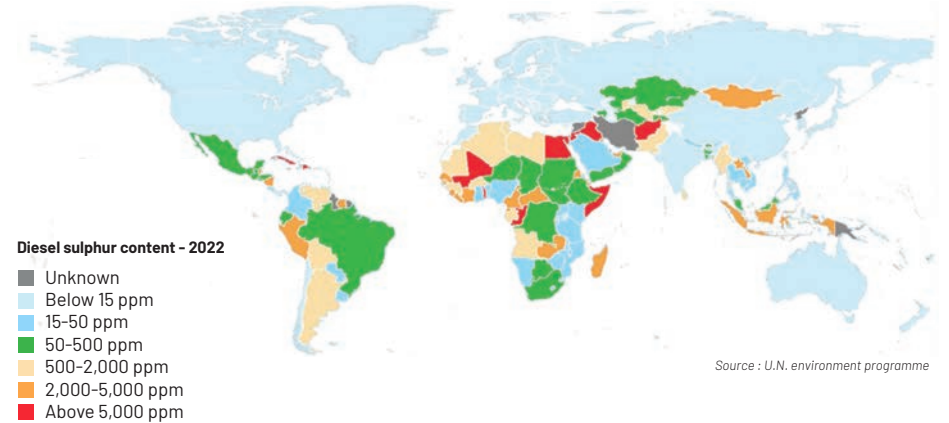 Diesel sulphur content - 2022
Unknown
Below 15 ppm
15-50 ppm
50-500 ppm
500-2,000 ppm
2,000-5,000 ppm
Above 5,000 ppm
Source : U.N. environment programme